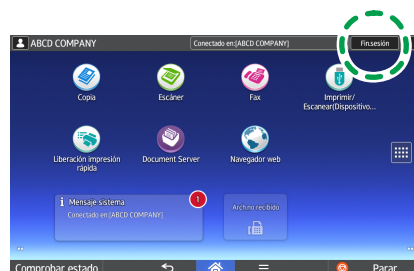 ABCD COMPANY
Conectado en:[ABCD COMPANY]
Fin.sesión
Copia
Escáner
Fax
Imprimir/
Escanear(Dispositivo...
Liberación impresión
rápida
Document Server
Navegador web
Mensaje sistema
1
Conectado en:[ABCD COMPANY]
Archivo recibido
Comprobar estado
Parar